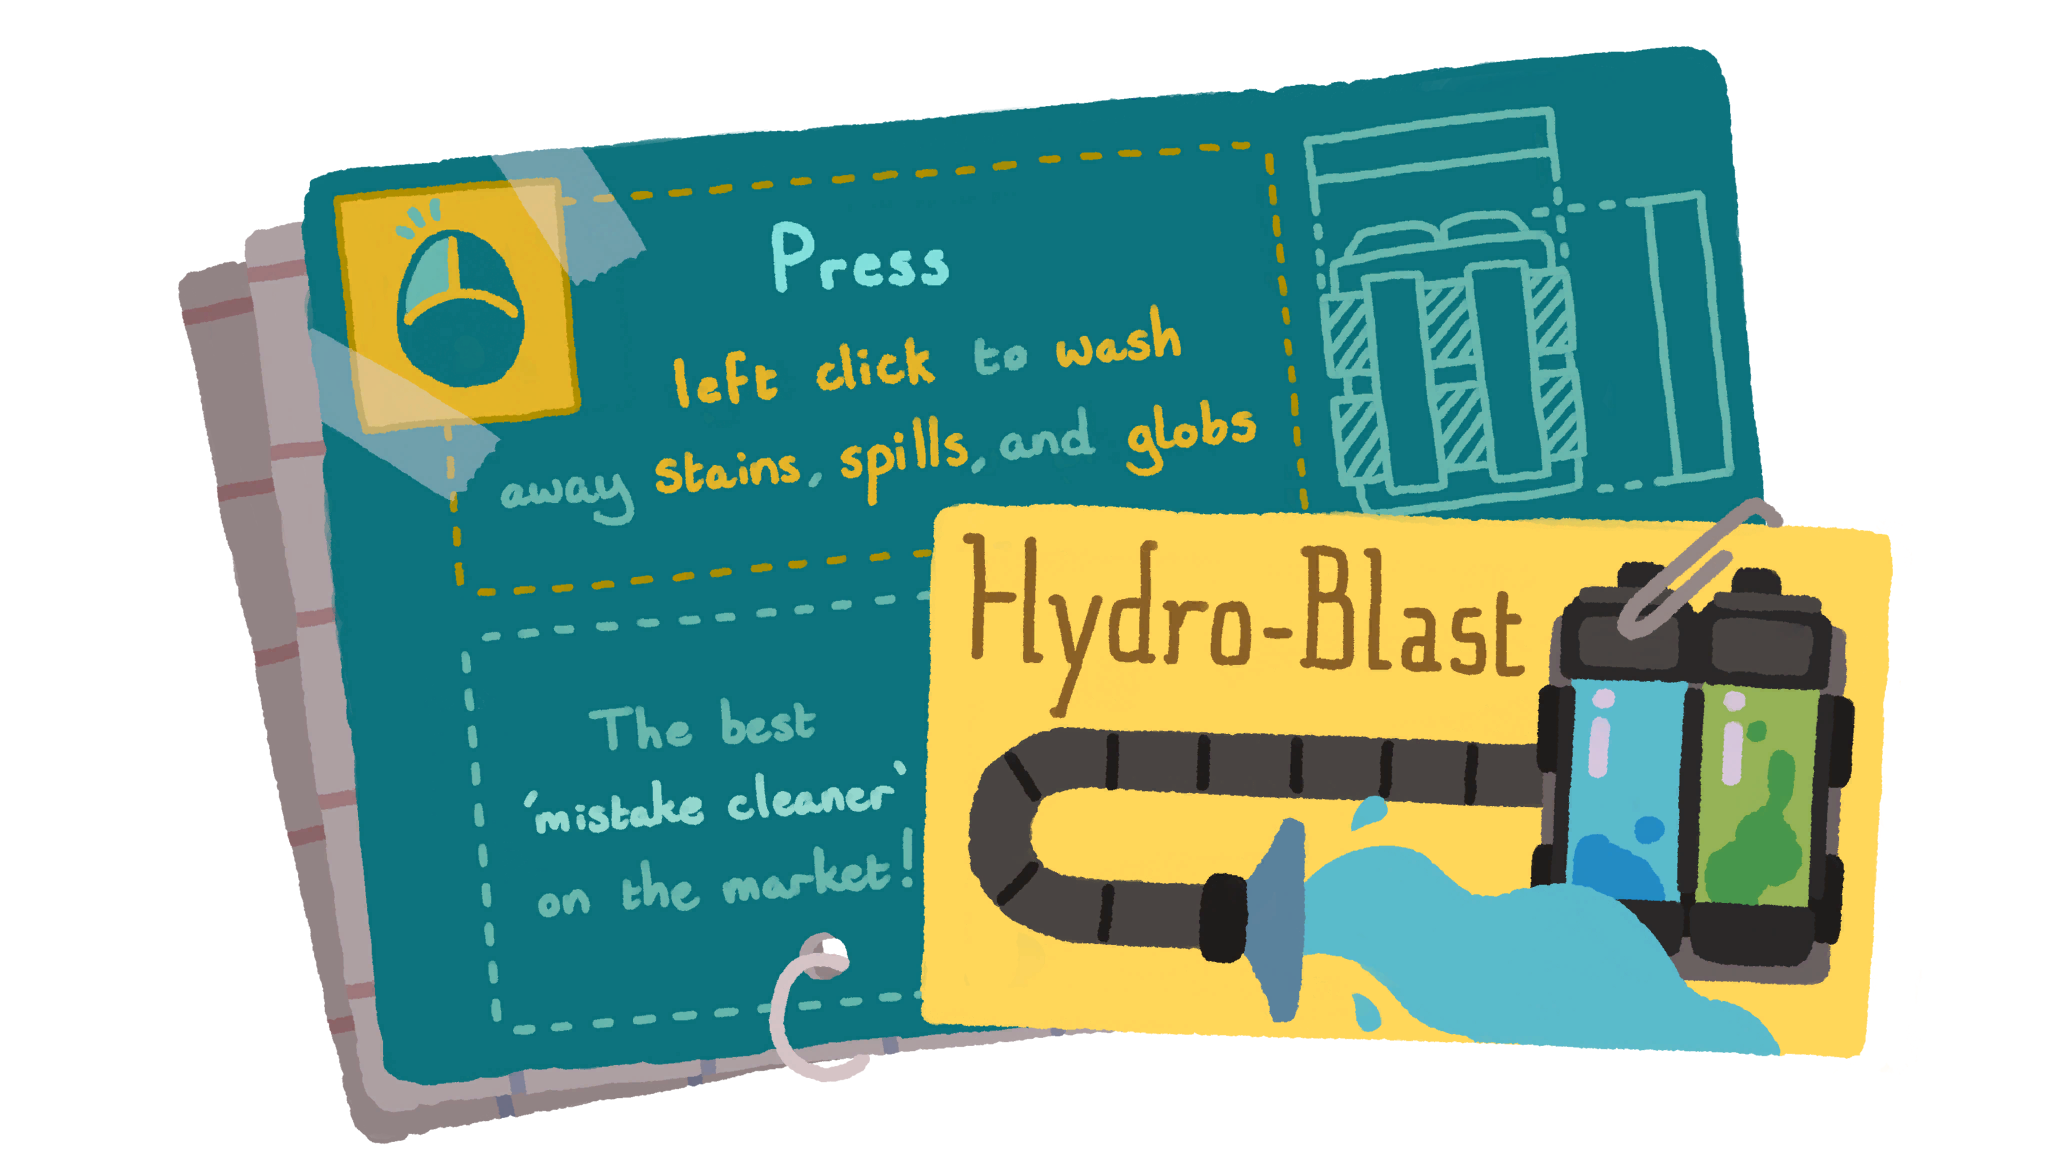 Press
left click to wash
away stains, spills, and globs
Hydro-Blast
The best
'mistake cleaner'
on the market!